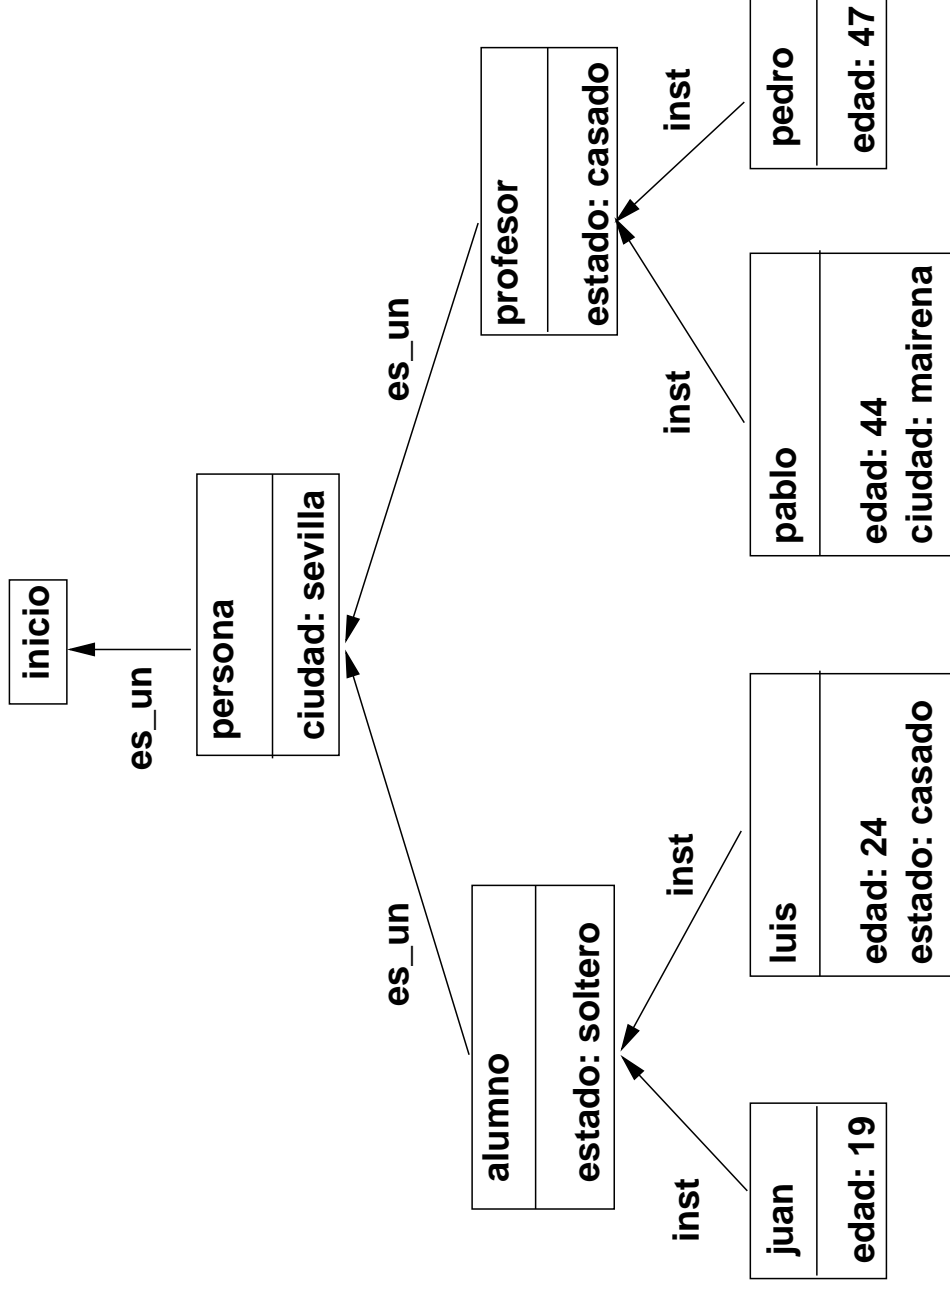 inicio
es_un
persona
ciudad: sevilla
es_un
es_un
alumno
estado: soltero
profesor
estado: casado
inst
inst
inst
inst
juan
edad: 19
luis
edad: 24
estado: casado
pablo
edad: 44
ciudad: mairena
pedro
edad: 47